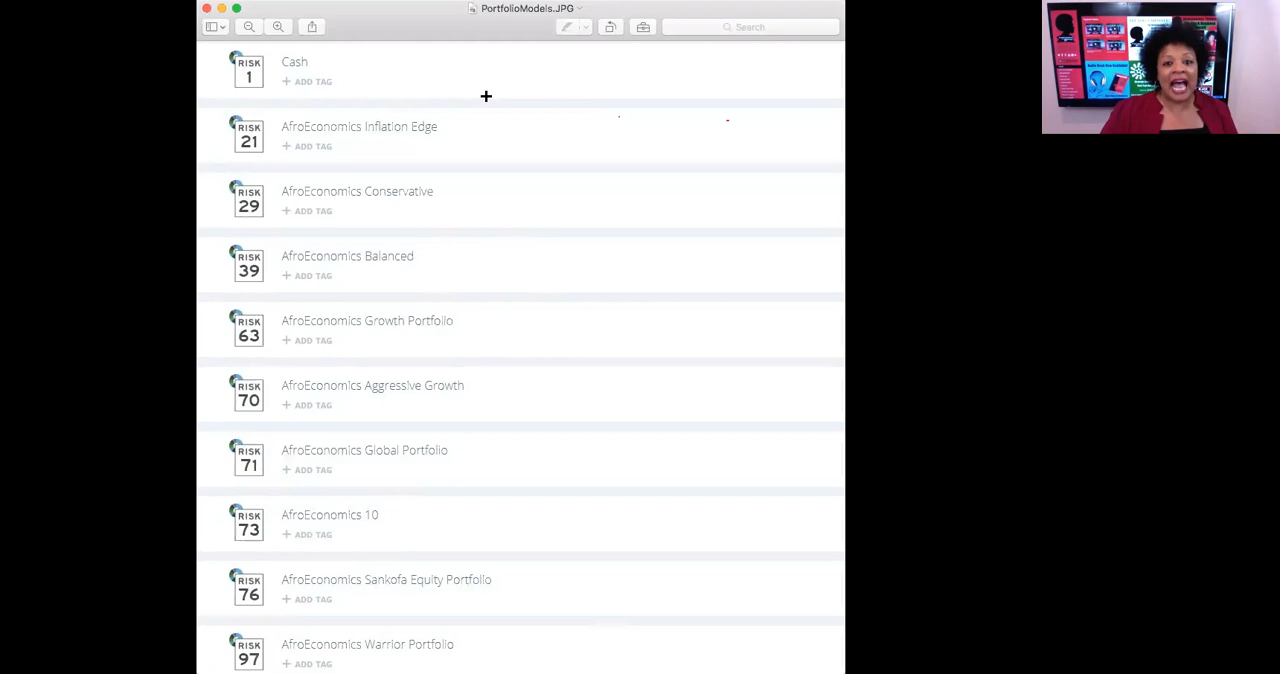 PortfolioModels.JPG
Search
RISK
1
Cash
+ ADD TAG
RISK
21
AfroEconomics Inflation Edge
+ ADD TAG
RISK
29
AfroEconomics Conservative
+ ADD TAG
RISK
39
AfroEconomics Balanced
+ ADD TAG
RISK
63
AfroEconomics Growth Portfolio
+ ADD TAG
RISK
70
AfroEconomics Aggressive Growth
+ ADD TAG
RISK
71
AfroEconomics Global Portfolio
+ ADD TAG
RISK
73
AfroEconomics 10
+ ADD TAG
RISK
76
AfroEconomics Sankofa Equity Portfolio
+ ADD TAG
RISK
97
AfroEconomics Warrior Portfolio
+ ADD TAG